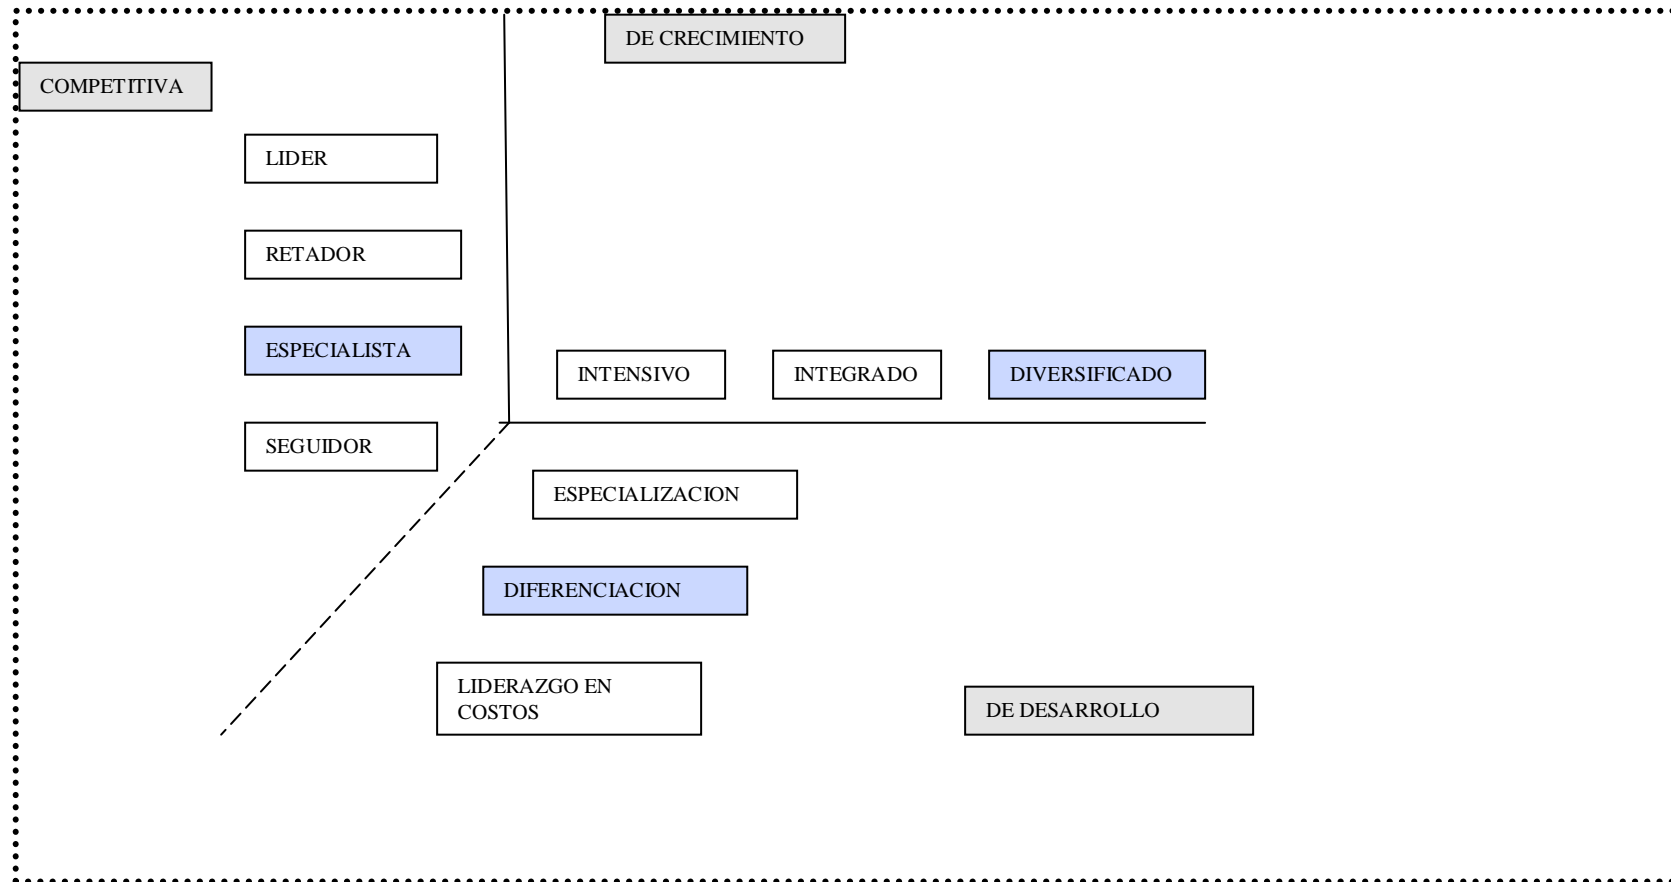 DE CRECIMIENTO
COMPETITIVA
LIDER
RETADOR
ESPECIALISTA
INTENSIVO
INTEGRADO
DIVERSIFICADO
SEGUIDOR
ESPECIALIZACION
DIFERENCIACION
LIDERAZGO EN
COSTOS
DE DESARROLLO